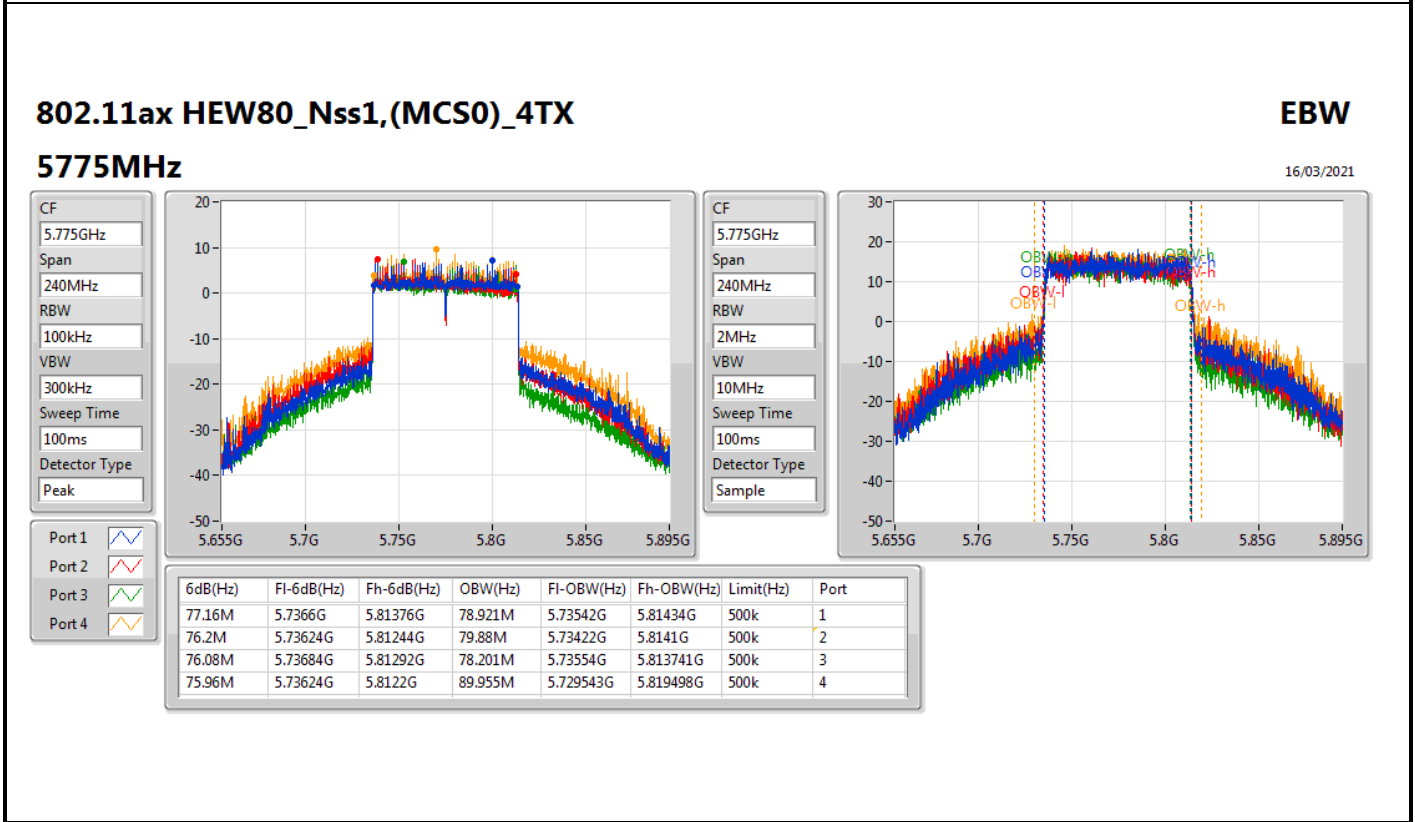 802.11ax HEW80_Nss1,(MCS0)_4TX
EBW
5775MHz
16/03/2021
CF
5.775GHz
Span
240MHz
RBW
100kHz
VBW
300kHz
Sweep Time
100ms
Detector Type
Peak
20
10
0
-10
-20
-30
-40
-50
5.655G 5.7G 5.75G 5.8G 5.85G 5.895G
CF
5.775GHz
Span
240MHz
RBW
2MHz
VBW
10MHz
Sweep Time
100ms
Detector Type
Sample
30
20
10
0
-10
-20
-30
-40
-50
OBW-l
OBW-h
OBW-l
OBW-h
5.655G 5.7G 5.75G 5.8G 5.85G 5.895G
Port 1
Port 2
Port 3
Port 4
6dB(Hz) Fl-6dB(Hz) Fh-6dB(Hz) OBW(Hz) Fl-OBW(Hz) Fh-OBW(Hz) Limit(Hz) Port
77.16M 5.7366G 5.81376G 78.921M 5.73542G 5.81434G 500k 1
76.2M 5.73624G 5.81244G 79.88M 5.73422G 5.8141G 500k 2
76.08M 5.73684G 5.81292G 78.201M 5.73554G 5.813741G 500k 3
75.96M 5.73624G 5.8122G 89.955M 5.729543G 5.819498G 500k 4